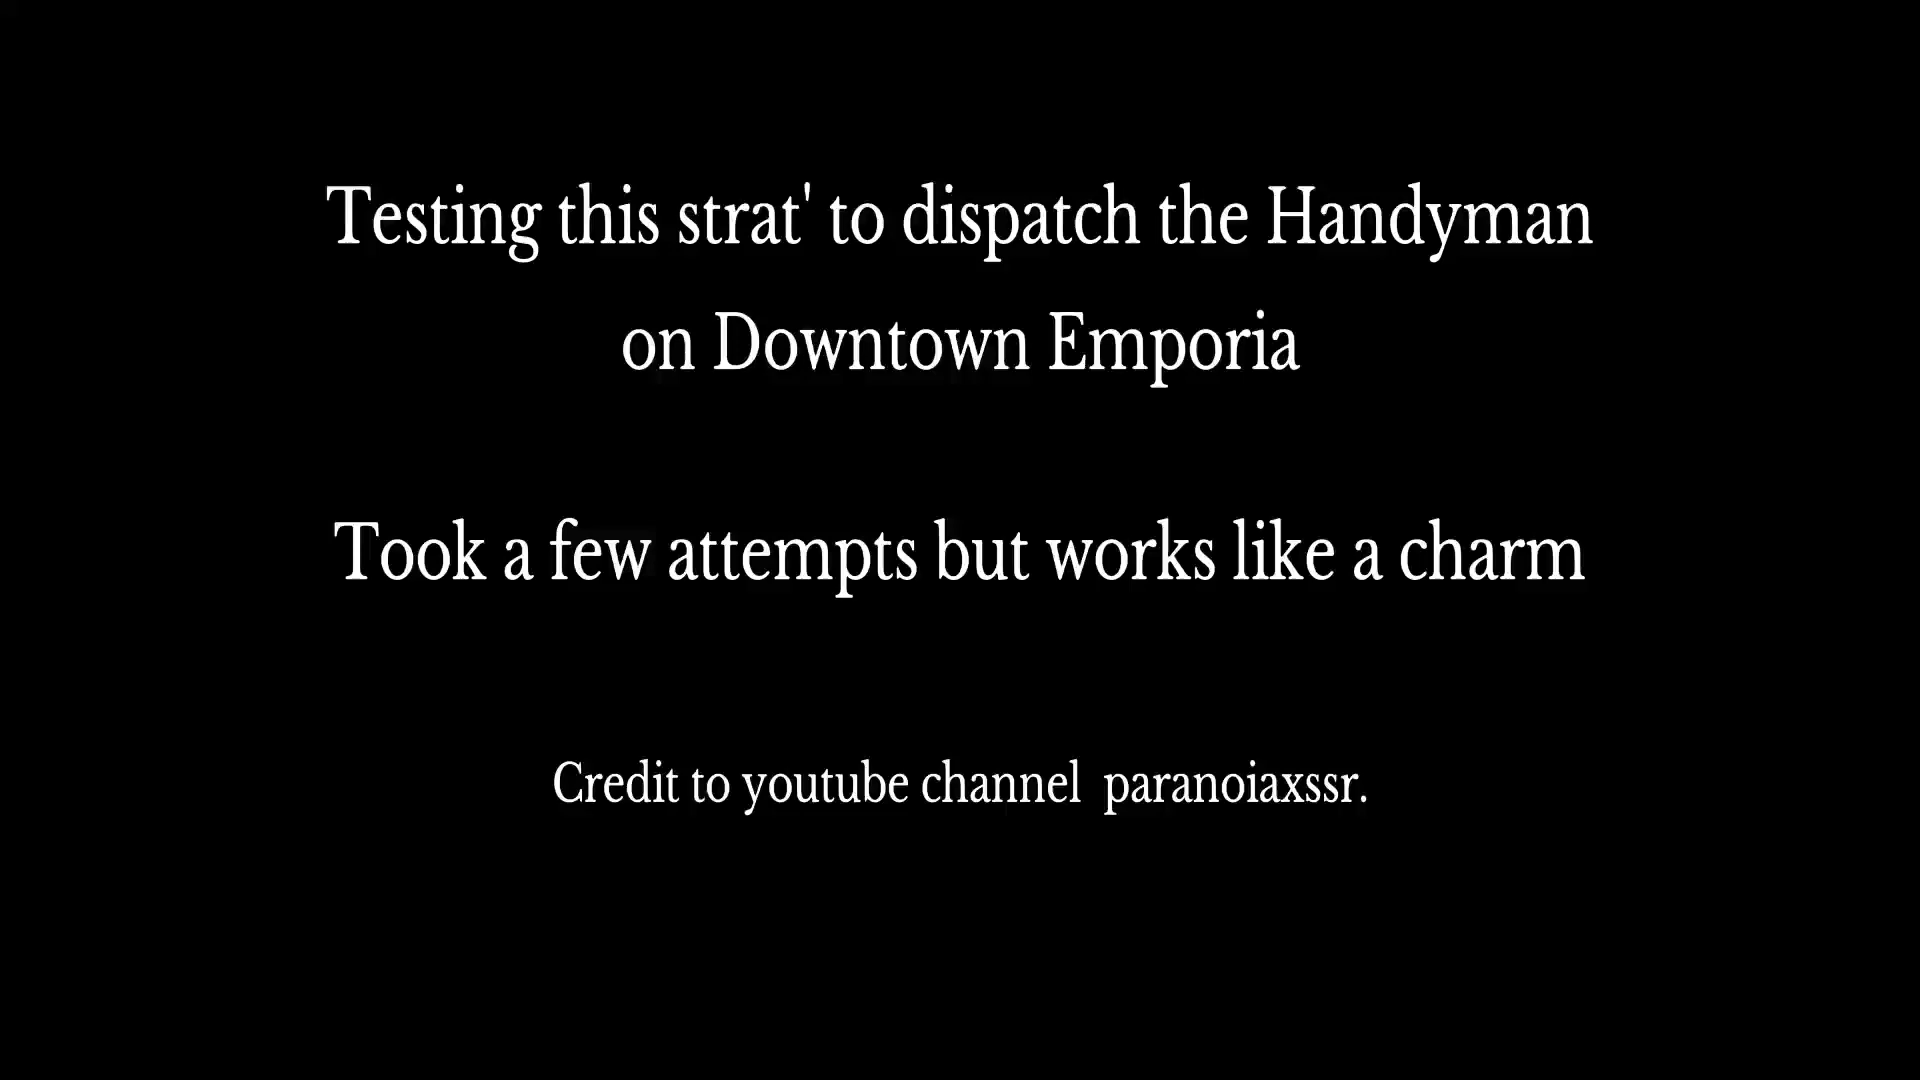 Testing this strat' to dispatch the Handyman
on Downtown Emporia
Took a few attempts but works like a charm
Credit to youtube channel  paranoiaxssr.